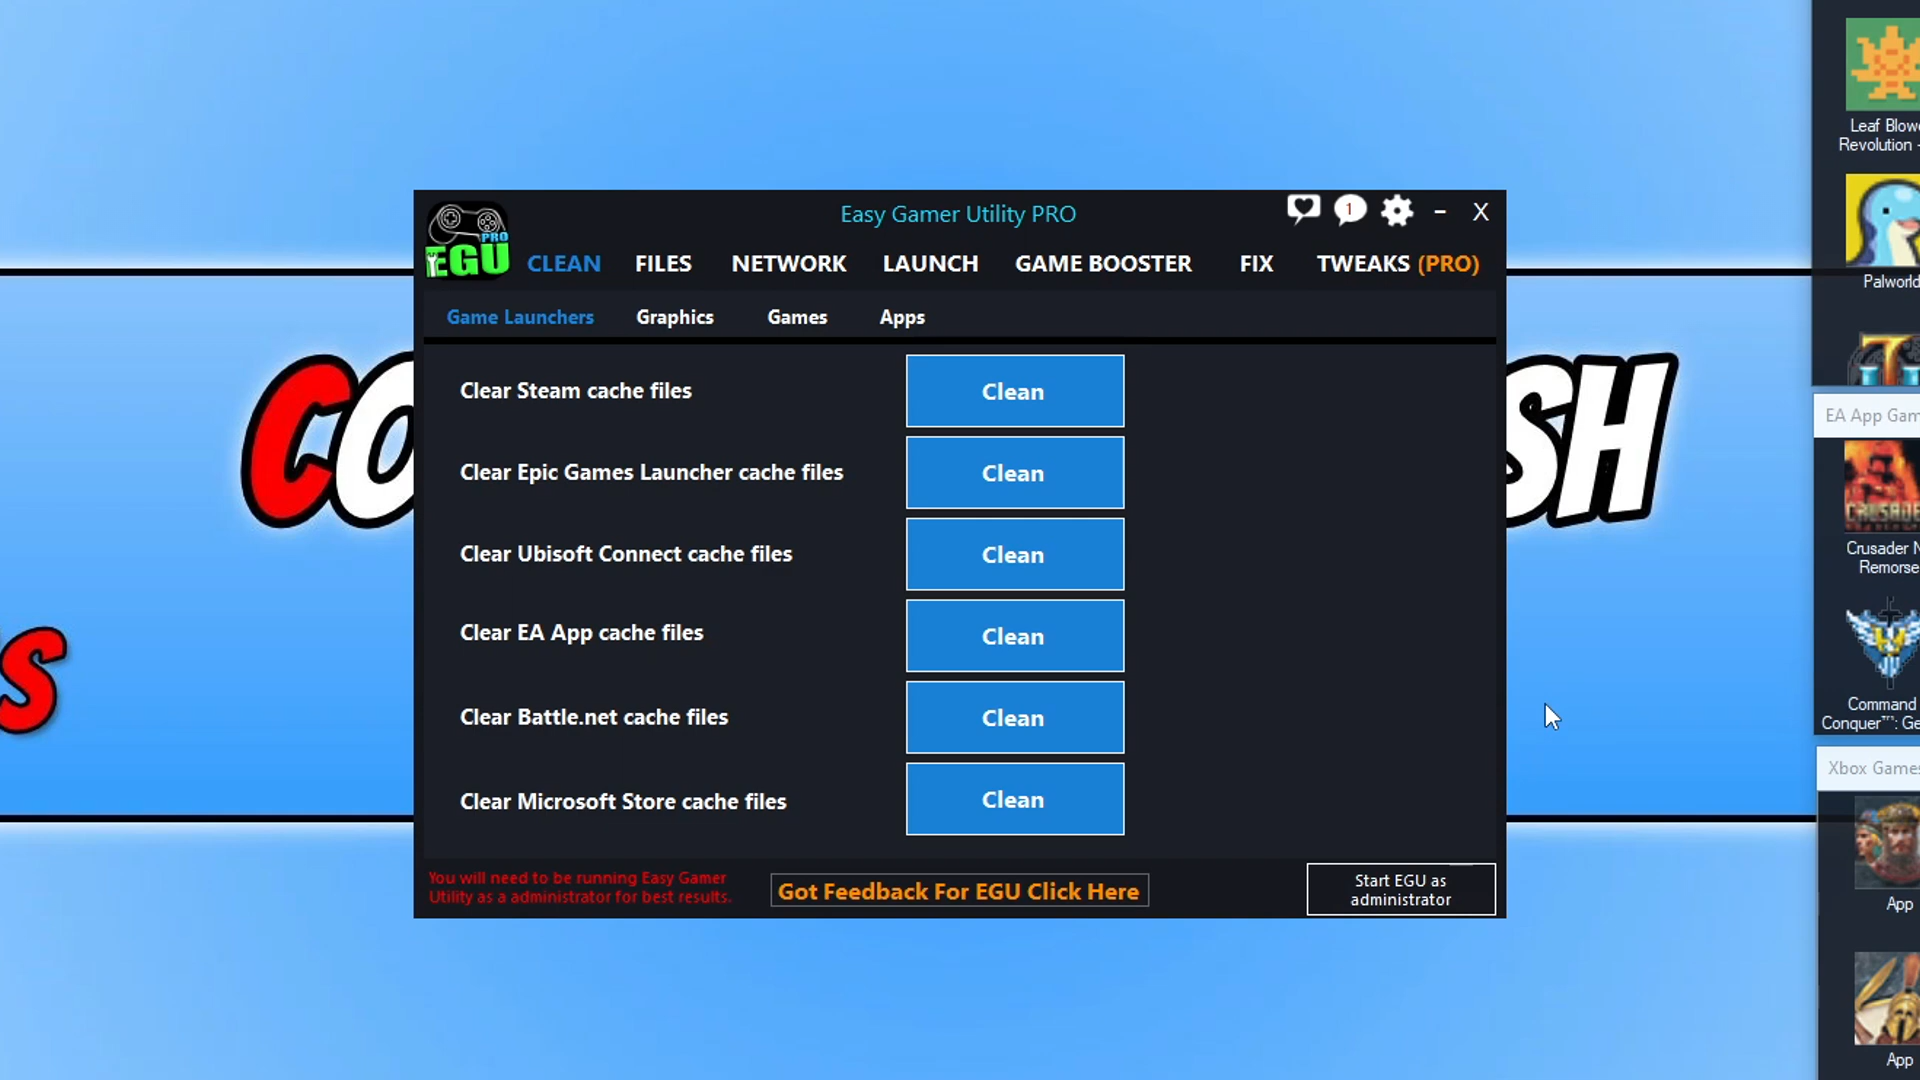 Easy Gamer Utility PRO
1
PRO
EGU
CLEAN
FILES
NETWORK
LAUNCH
GAME BOOSTER
FIX
TWEAKS (PRO)
Game Launchers
Graphics
Games
Apps
Clear Steam cache files
Clean
Clear Epic Games Launcher cache files
Clean
Clear Ubisoft Connect cache files
Clean
Clear EA App cache files
Clean
Clear Battle.net cache files
Clean
Clear Microsoft Store cache files
Clean
You will need to be running Easy Gamer
Utility as a administrator for best results.
Got Feedback For EGU Click Here
Start EGU as
administrator
CO
SH
S
Leaf Blowe
Revolution -
Palworld
EA App Gam
CRUSADE
Crusader N
Remorse
Command
Conquer™: Ge
Xbox Games
App
App